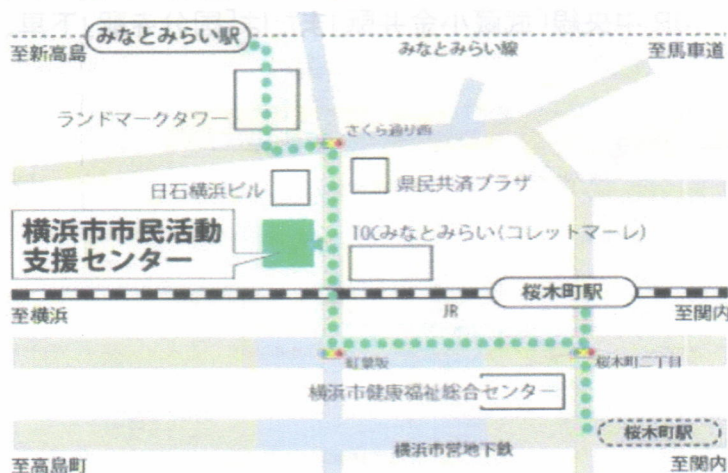 みなとみらい駅
至新高島
みなとみらい線
至馬車道
ランドマークタワー
さくら通り西
日石横浜ビル
県民共済プラザ
横浜市市民活動
支援センター
TOCみなとみらい(コレットマーレ)
桜木町駅
至横浜
JR
至関内
紅葉坂
桜木町二丁目
横浜市健康福祉総合センター
桜木町駅
横浜市営地下鉄
至高島町
至関内